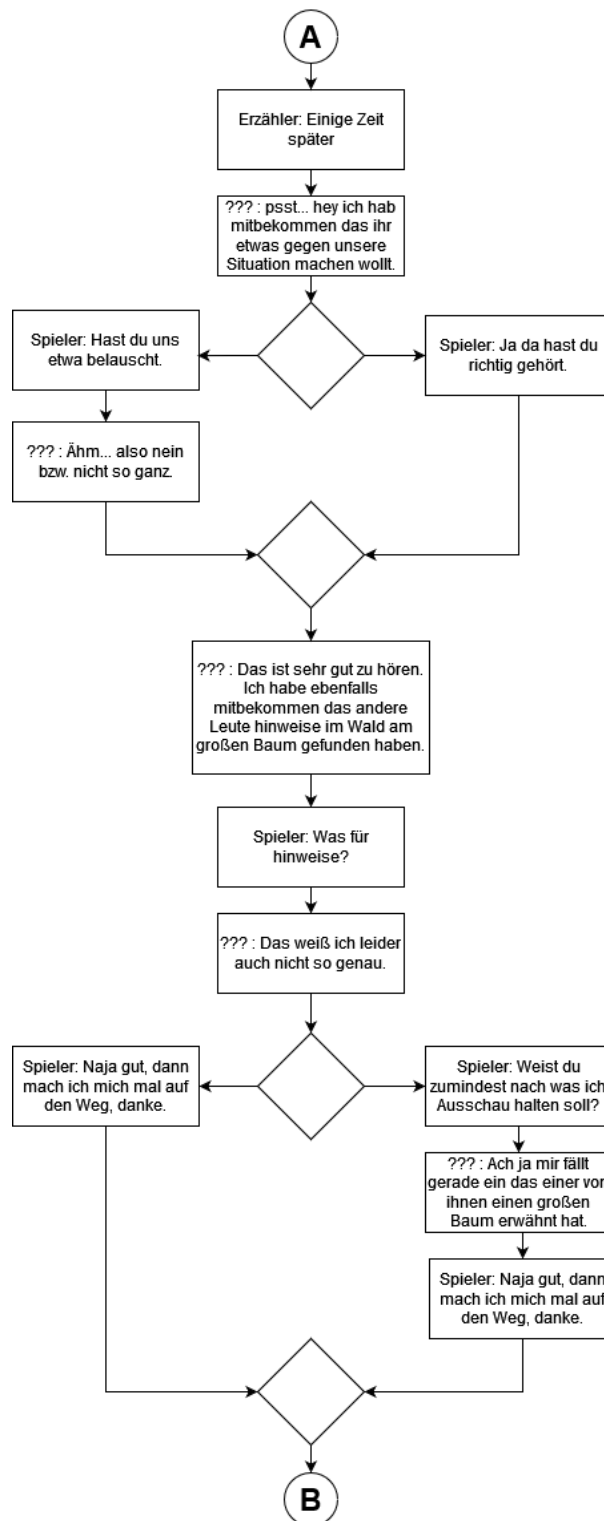 A
Erzähler: Einige Zeit
später
??? : psst... hey ich hab
mitbekommen das ihr
etwas gegen unsere
Situation machen wollt.
Spieler: Hast du uns
etwa belauscht.
Spieler: Ja da hast du
richtig gehört.
??? : Ähm... also nein
bzw. nicht so ganz.
??? : Das ist sehr gut zu hören.
Ich habe ebenfalls
mitbekommen das andere
Leute hinweise im Wald am
großen Baum gefunden haben.
Spieler: Was für
hinweise?
??? : Das weiß ich leider
auch nicht so genau.
Spieler: Naja gut, dann
mach ich mich mal auf
den Weg, danke.
Spieler: Weist du
zumindest nach was ich
Ausschau halten soll?
??? : Ach ja mir fällt
gerade ein das einer von
ihnen einen großen
Baum erwähnt hat.
Spieler: Naja gut, dann
mach ich mich mal auf
den Weg, danke.
B